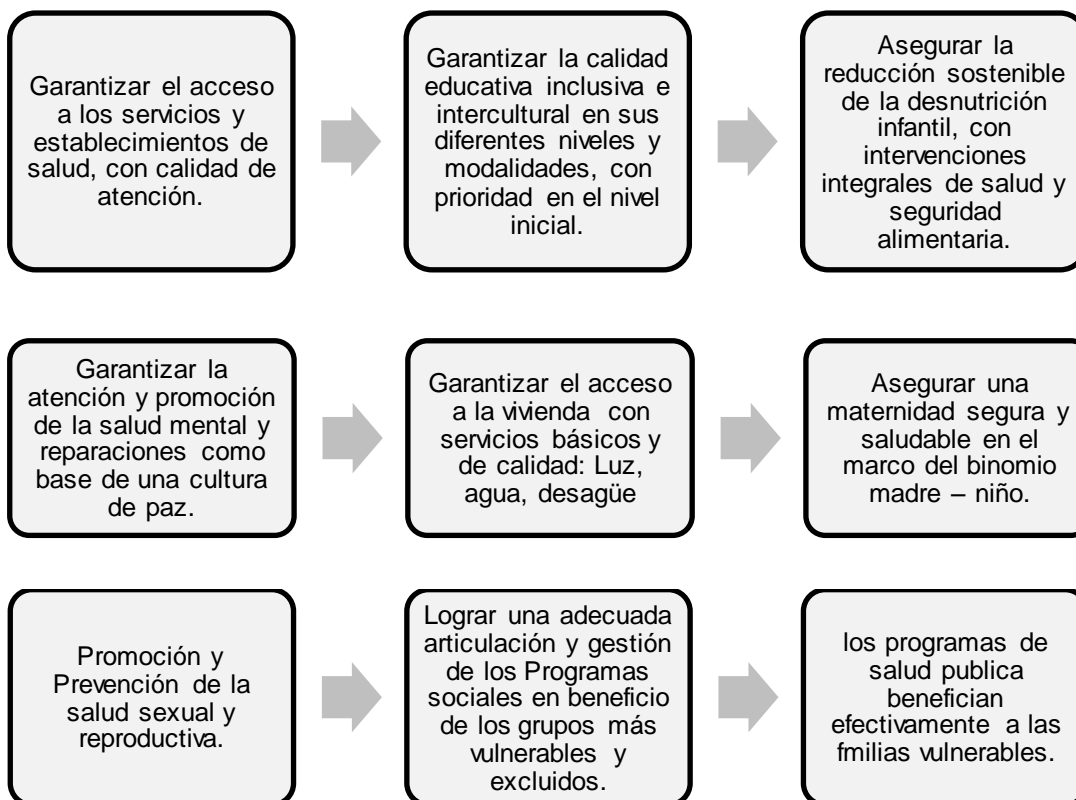 Garantizar el acceso
a los servicios y
establecimientos de
salud, con calidad de
atención.
Garantizar la calidad
educativa inclusiva e
intercultural en sus
diferentes niveles y
modalidades, con
prioridad en el nivel
inicial.
Asegurar la
reducción sostenible
de la desnutrición
infantil, con
intervenciones
integrales de salud y
seguridad
alimentaria.
Garantizar la
atención y promoción
de la salud mental y
reparaciones como
base de una cultura
de paz.
Garantizar el acceso
a la vivienda con
servicios básicos y
de calidad: Luz,
agua, desagüe
Asegurar una
maternidad segura y
saludable en el
marco del binomio
madre – niño.
Promoción y
Prevención de la
salud sexual y
reproductiva.
Lograr una adecuada
articulación y gestión
de los Programas
sociales en beneficio
de los grupos más
vulnerables y
excluidos.
los programas de
salud publica
benefician
efectivamente a las
fmilias vulnerables.